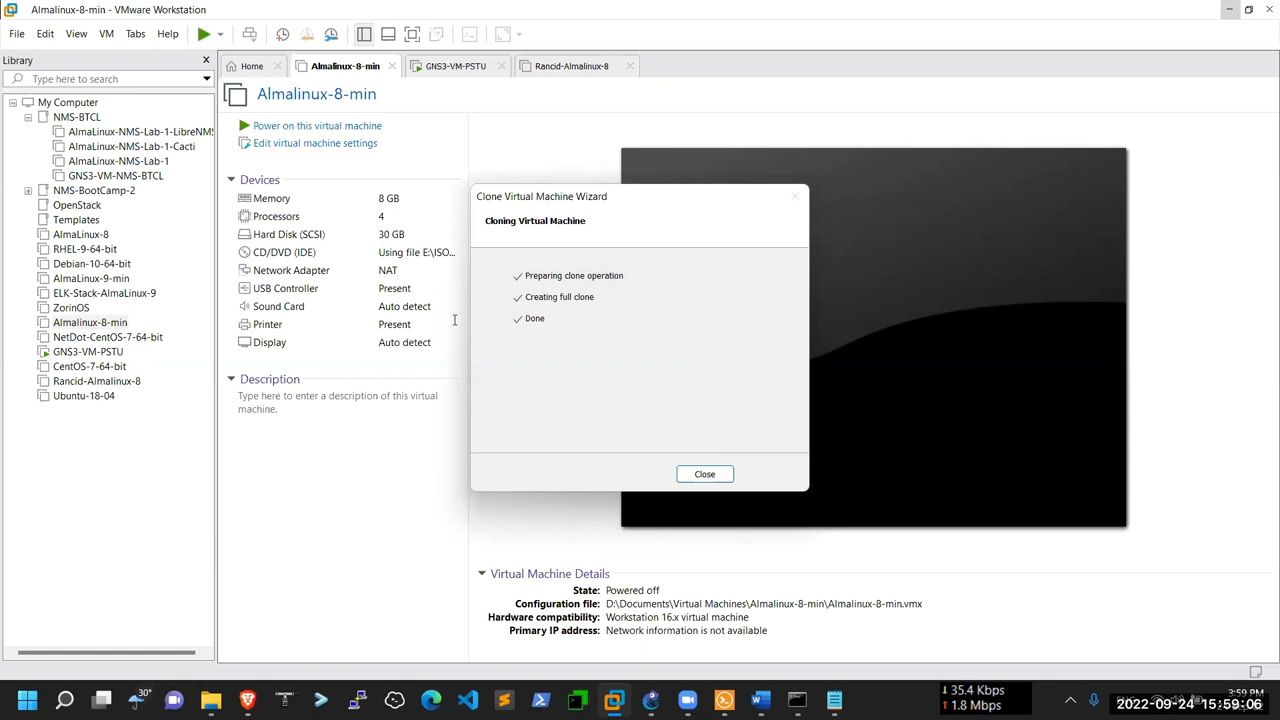 Almalinux-8-min - VMware Workstation
File Edit View VM Tabs Help
Library
Type here to search
My Computer
NMS-BTCL
AlmaLinux-NMS-Lab-1-LibreNMS
AlmaLinux-NMS-Lab-1-Cacti
AlmaLinux-NMS-Lab-1
GNS3-VM-NMS-BTCL
NMS-BootCamp-2
OpenStack
Templates
AlmaLinux-8
RHEL-9-64-bit
Debian-10-64-bit
AlmaLinux-9-min
ELK-Stack-AlmaLinux-9
ZorinOS
Almalinux-8-min
NetDot-CentOS-7-64-bit
GNS3-VM-PSTU
CentOS-7-64-bit
Rancid-Almalinux-8
Ubuntu-18-04
Home Almalinux-8-min GNS3-VM-PSTU Rancid-Almalinux-8
Almalinux-8-min
Power on this virtual machine
Edit virtual machine settings
Devices
Memory 8 GB
Processors 4
Hard Disk (SCSI) 30 GB
CD/DVD (IDE) Using file E:\ISO...
Network Adapter NAT
USB Controller Present
Sound Card Auto detect
Printer Present
Display Auto detect
Description
Type here to enter a description of this virtual
machine.
Clone Virtual Machine Wizard
Cloning Virtual Machine
Preparing clone operation
Creating full clone
Done
Close
Virtual Machine Details
State: Powered off
Configuration file: D:\Documents\Virtual Machines\Almalinux-8-min\Almalinux-8-min.vmx
Hardware compatibility: Workstation 16.x virtual machine
Primary IP address: Network information is not available
30°
35.4 Kbps
1.8 Mbps
3:59 PM
2022-09-24 15:59:06